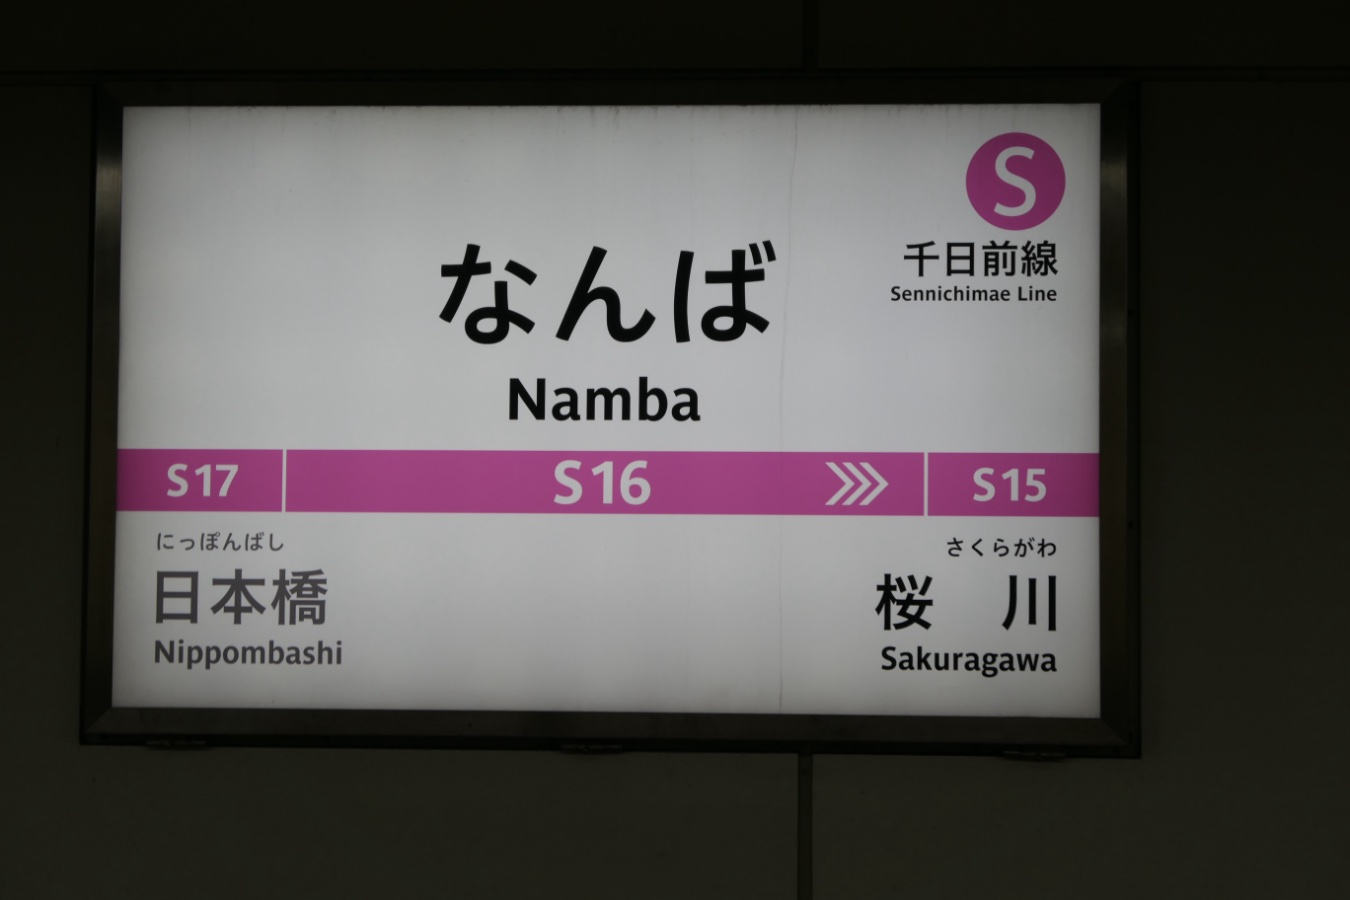 S
千日前線
Sennichimae Line
なんば
Namba
S17
S16
S15
にっぽんばし
日本橋
Nippombashi
さくらがわ
桜 川
Sakuragawa